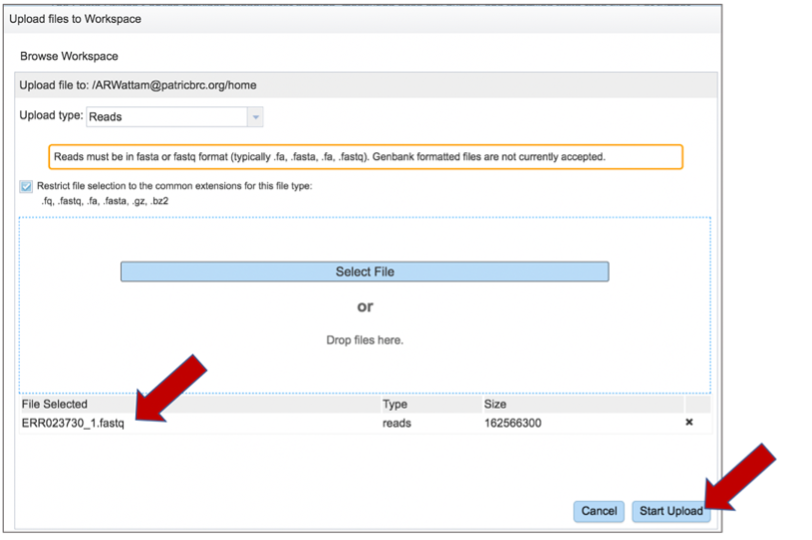 Upload files to Workspace
Browse Workspace
Upload file to: /ARWattam@patricbrc.org/home
Upload type: Reads
Reads must be in fasta or fastq format (typically .fa, .fasta, .fa, .fastq). Genbank formatted files are not currently accepted.
Restrict file selection to the common extensions for this file type:
.fq, .fastq, .fa, .fasta, .gz, .bz2
Select File
or
Drop files here.
File Selected Type Size
ERR023730_1.fastq reads 162566300 ×
Cancel Start Upload